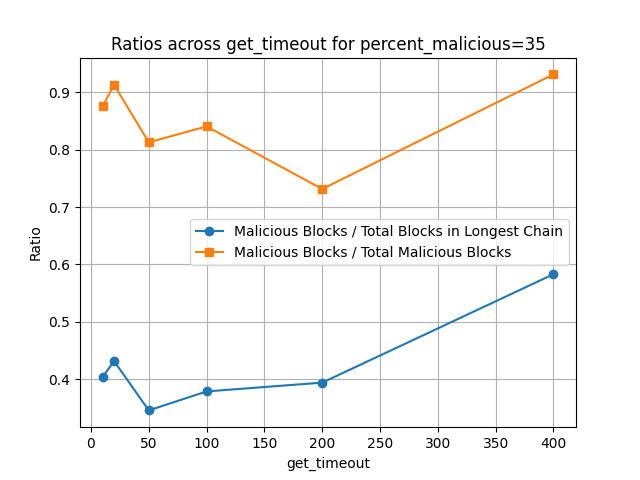 Ratios across get_timeout for percent_malicious=35
Ratio
0.9
0.8
0.7
0.6
0.5
0.4
Malicious Blocks / Total Blocks in Longest Chain
Malicious Blocks / Total Malicious Blocks
0 50 100 150 200 250 300 350 400
get_timeout